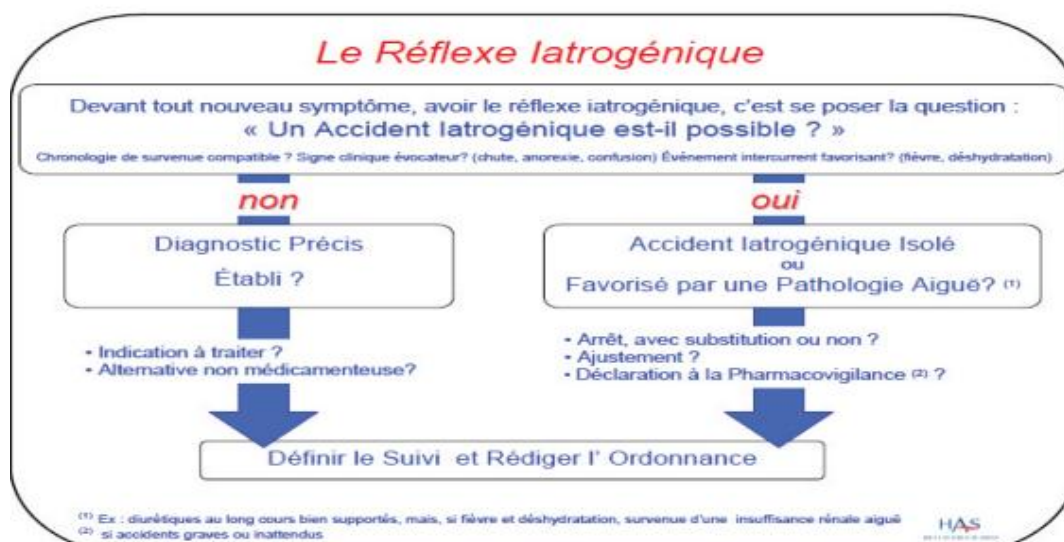 Le Réflexe Iatrogénique
Devant tout nouveau symptôme, avoir le réflexe iatrogénique, c'est se poser la question :
« Un Accident Iatrogénique est-il possible ? »
Chronologie de survenue compatible ? Signe clinique évocateur? (chute, anorexie, confusion) Événement intercurrent favorisant? (fièvre, déshydratation)
non
oui
Diagnostic Précis
Établi ?
Accident Iatrogénique Isolé
ou
Favorisé par une Pathologie Aiguë? (1)
• Indication à traiter ?
• Alternative non médicamenteuse?
• Arrêt, avec substitution ou non ?
• Ajustement ?
• Déclaration à la Pharmacovigilance (2) ?
Définir le Suivi et Rédiger l' Ordonnance
(1) Ex : diurétiques au long cours bien supportés, mais, si fièvre et déshydratation, survenue d'une insuffisance rénale aiguë
(2) si accidents graves ou inattendus
HAS